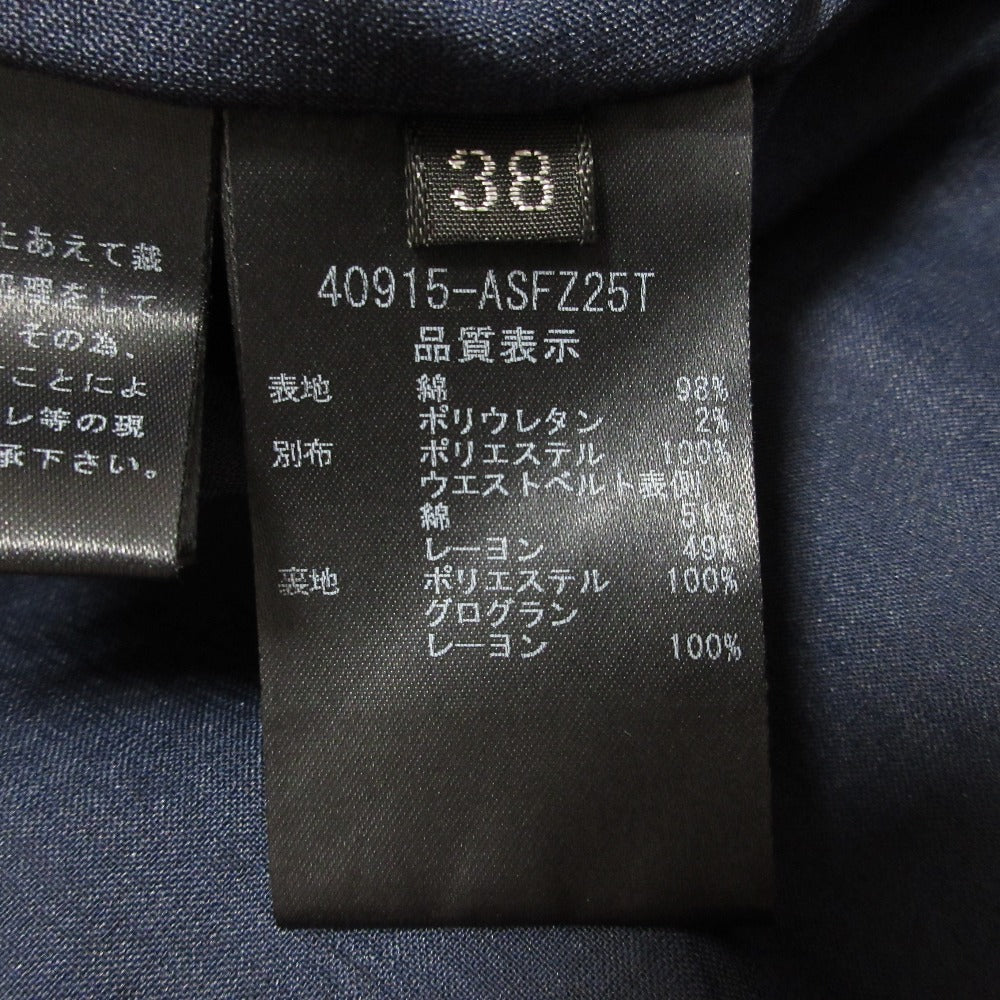 上あえて蔵
処理をして
その為、
ことによ
レ等の現
承下さい。
38
40915-ASFZ25T
品質表示
表地 綿 98%
ポリウレタン 2%
別布 ポリエステル 100%
ウエストベルト表側
綿 51%
レーヨン 49%
裏地 ポリエステル 100%
グログラン
レーヨン 100%